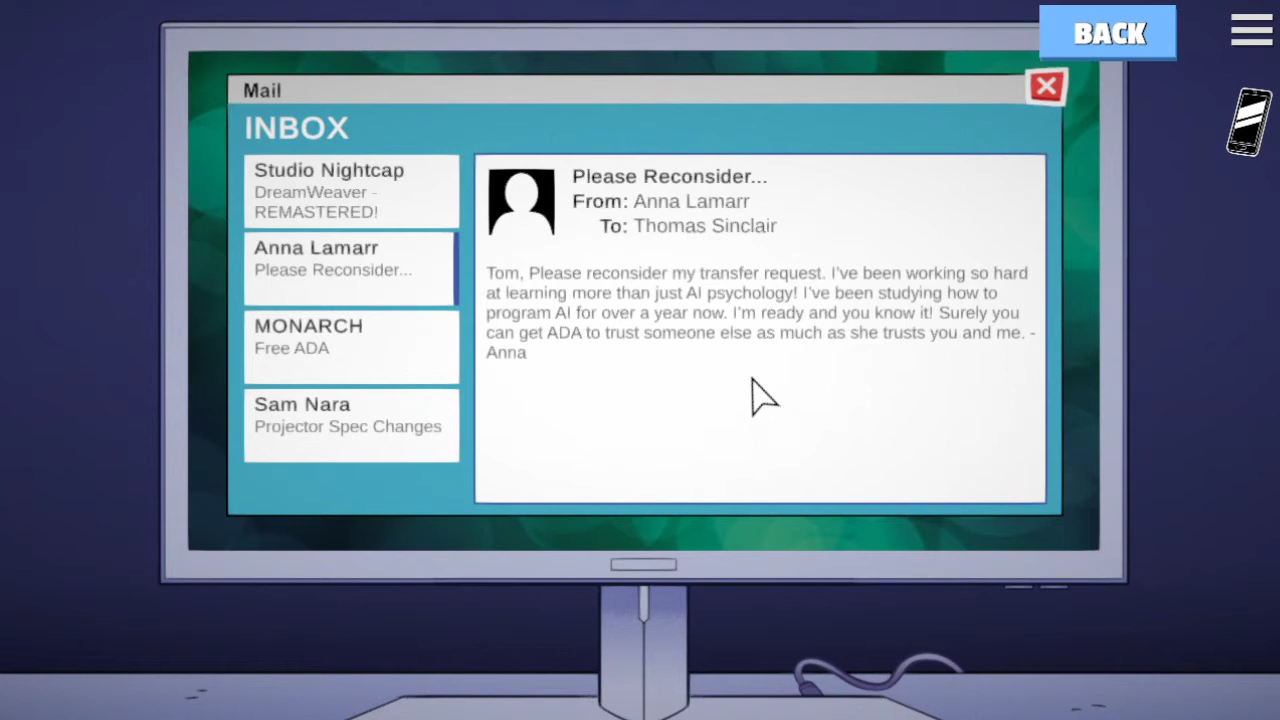 BACK
Mail
INBOX
Studio Nightcap
DreamWeaver -
REMASTERED!
Anna Lamarr
Please Reconsider...
MONARCH
Free ADA
Sam Nara
Projector Spec Changes
Please Reconsider...
From: Anna Lamarr
To: Thomas Sinclair
Tom, Please reconsider my transfer request. I've been working so hard
at learning more than just AI psychology! I've been studying how to
program AI for over a year now. I'm ready and you know it! Surely you
can get ADA to trust someone else as much as she trusts you and me. -
Anna